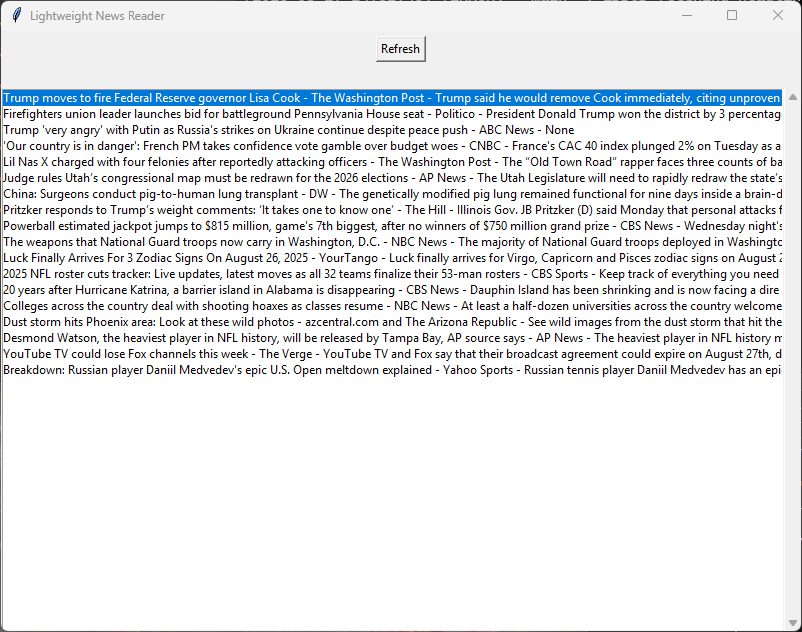 Lightweight News Reader
Refresh
Trump moves to fire Federal Reserve governor Lisa Cook - The Washington Post - Trump said he would remove Cook immediately, citing unproven
Firefighters union leader launches bid for battleground Pennsylvania House seat - Politico - President Donald Trump won the district by 3 percentag
Trump 'very angry' with Putin as Russia's strikes on Ukraine continue despite peace push - ABC News - None
'Our country is in danger': French PM takes confidence vote gamble over budget woes - CNBC - France's CAC 40 index plunged 2% on Tuesday as a
Lil Nas X charged with four felonies after reportedly attacking officers - The Washington Post - The “Old Town Road” rapper faces three counts of ba
Judge rules Utah's congressional map must be redrawn for the 2026 elections - AP News - The Utah Legislature will need to rapidly redraw the state's
China: Surgeons conduct pig-to-human lung transplant - DW - The genetically modified pig lung remained functional for nine days inside a brain-d
Pritzker responds to Trump’s weight comments: ‘It takes one to know one’ - The Hill - Illinois Gov. JB Pritzker (D) said Monday that personal attacks f
Powerball estimated jackpot jumps to $815 million, game's 7th biggest, after no winners of $750 million grand prize - CBS News - Wednesday night's
The weapons that National Guard troops now carry in Washington, D.C. - NBC News - The majority of National Guard troops deployed in Washingto
Luck Finally Arrives For 3 Zodiac Signs On August 26, 2025 - YourTango - Luck finally arrives for Virgo, Capricorn and Pisces zodiac signs on August 2
2025 NFL roster cuts tracker: Live updates, latest moves as all 32 teams finalize their 53-man rosters - CBS Sports - Keep track of everything you need
20 years after Hurricane Katrina, a barrier island in Alabama is disappearing - CBS News - Dauphin Island has been shrinking and is now facing a dire
Colleges across the country deal with shooting hoaxes as classes resume - NBC News - At least a half-dozen universities across the country welcome
Dust storm hits Phoenix area: Look at these wild photos - azcentral.com and The Arizona Republic - See wild images from the dust storm that hit the
Desmond Watson, the heaviest player in NFL history, will be released by Tampa Bay, AP source says - AP News - The heaviest player in NFL history m
YouTube TV could lose Fox channels this week - The Verge - YouTube TV and Fox say that their broadcast agreement could expire on August 27th, d
Breakdown: Russian player Daniil Medvedev's epic U.S. Open meltdown explained - Yahoo Sports - Russian tennis player Daniil Medvedev has an epi